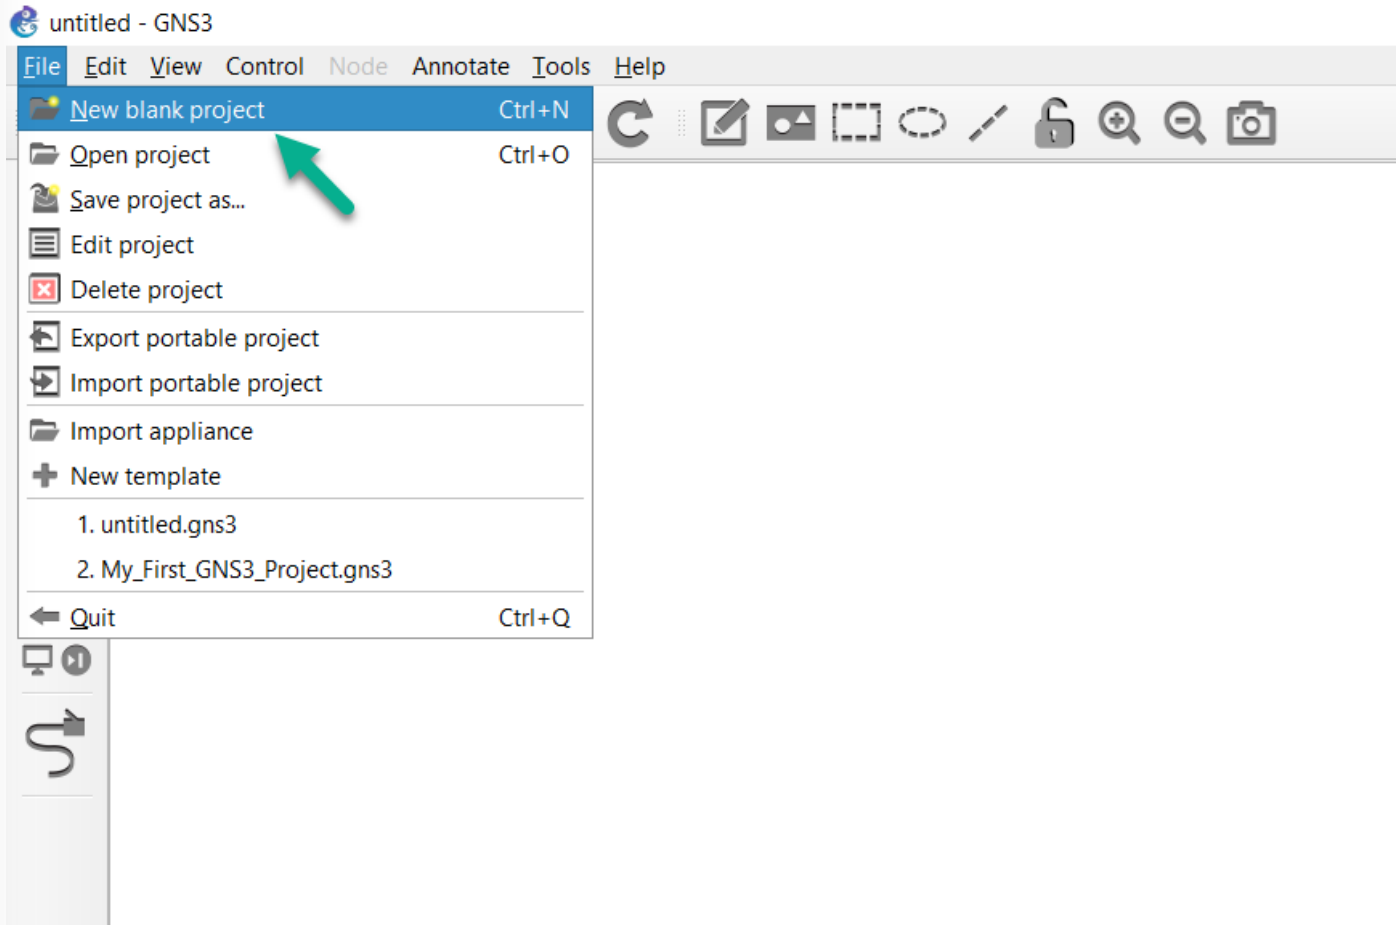 untitled - GNS3
File Edit View Control Node Annotate Tools Help
New blank project Ctrl+N
Open project Ctrl+O
Save project as...
Edit project
Delete project
Export portable project
Import portable project
Import appliance
New template
1. untitled.gns3
2. My_First_GNS3_Project.gns3
Quit Ctrl+Q